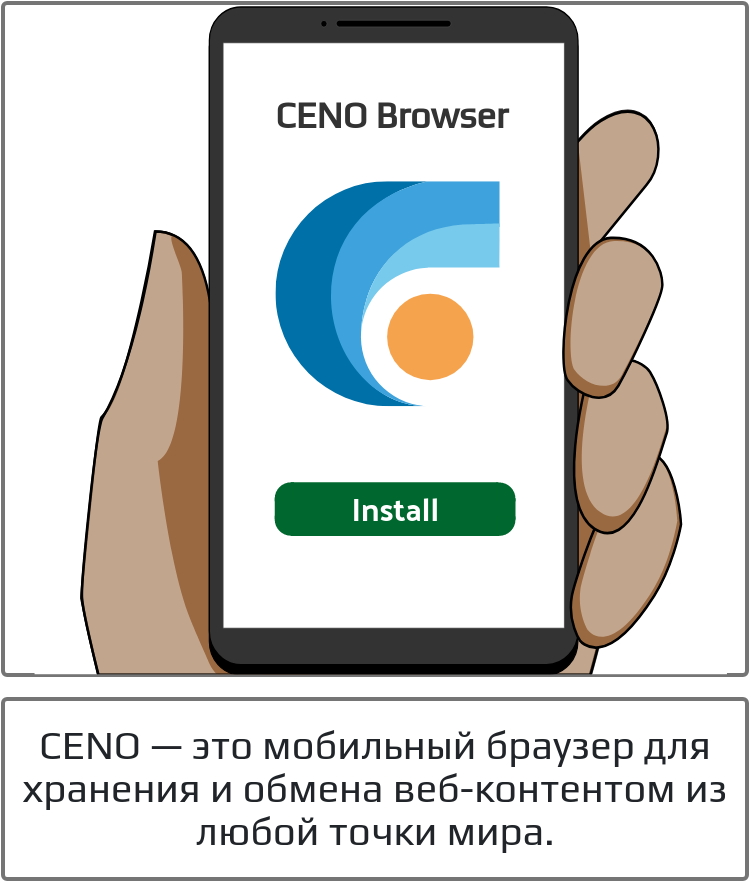 CENO Browser
Install
CENO — это мобильный браузер для
хранения и обмена веб-контентом из
любой точки мира.